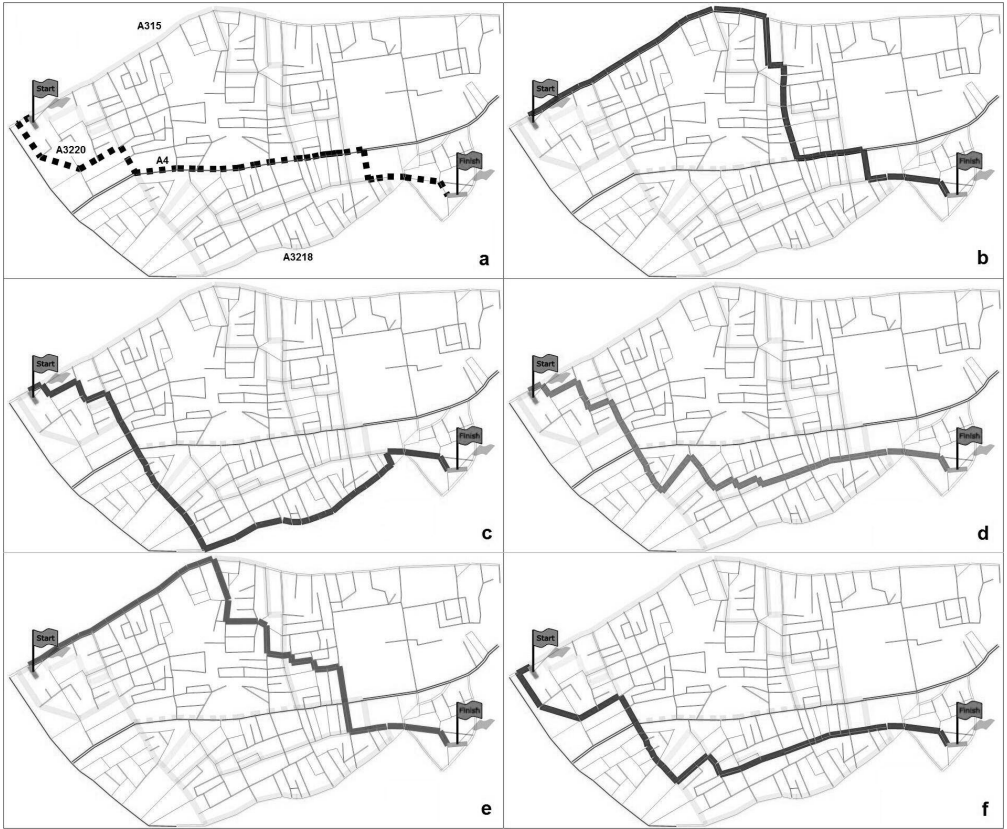 A315
Start
A3220
A4
Finish
A3218
a
Start
Finish
b
Start
Finish
c
Start
Finish
d
Start
Finish
e
Start
Finish
f